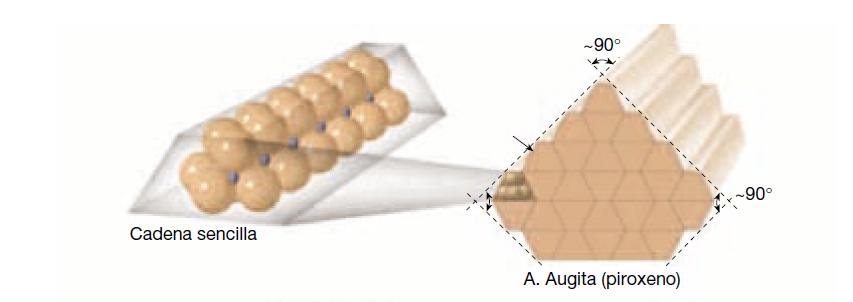 ~90°
~90°
Cadena sencilla
A. Augita (piroxeno)